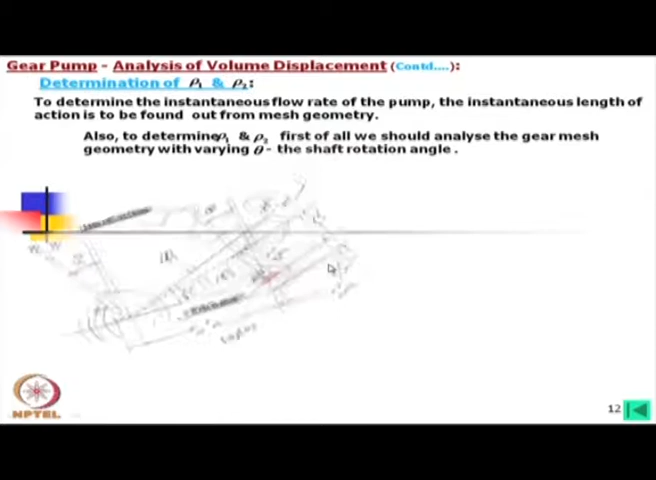 Gear Pump - Analysis of Volume Displacement (Contd....):
Determination of ρ₁ & ρ₂:
To determine the instantaneous flow rate of the pump, the instantaneous length of
action is to be found out from mesh geometry.
Also, to determine ρ₁ & ρ₂ first of all we should analyse the gear mesh
geometry with varying θ - the shaft rotation angle .
NPTEL
12